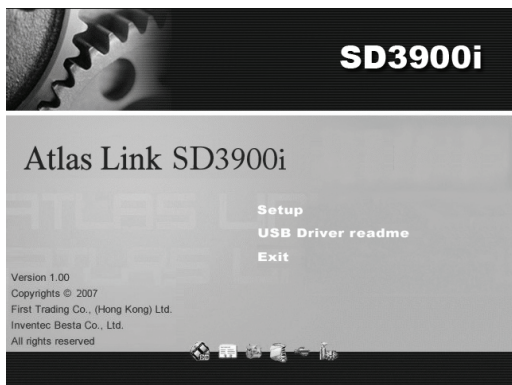 SD3900i
Atlas Link SD3900i
Setup
USB Driver readme
Exit
Version 1.00
Copyrights © 2007
First Trading Co., (Hong Kong) Ltd.
Inventec Besta Co., Ltd.
All rights reserved